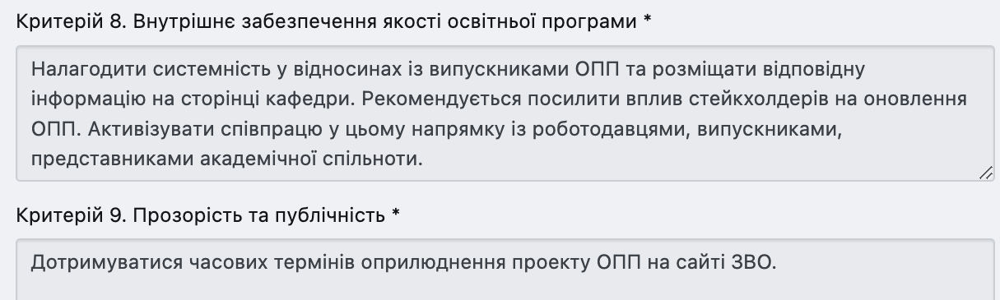 Критерій 8. Внутрішнє забезпечення якості освітньої програми *
Налагодити системність у відносинах із випускниками ОПП та розміщати відповідну
інформацію на сторінці кафедри. Рекомендується посилити вплив стейкхолдерів на оновлення
ОПП. Активізувати співпрацю у цьому напрямку із роботодавцями, випускниками,
представниками академічної спільноти.
Критерій 9. Прозорість та публічність *
Дотримуватися часових термінів оприлюднення проекту ОПП на сайті ЗВО.